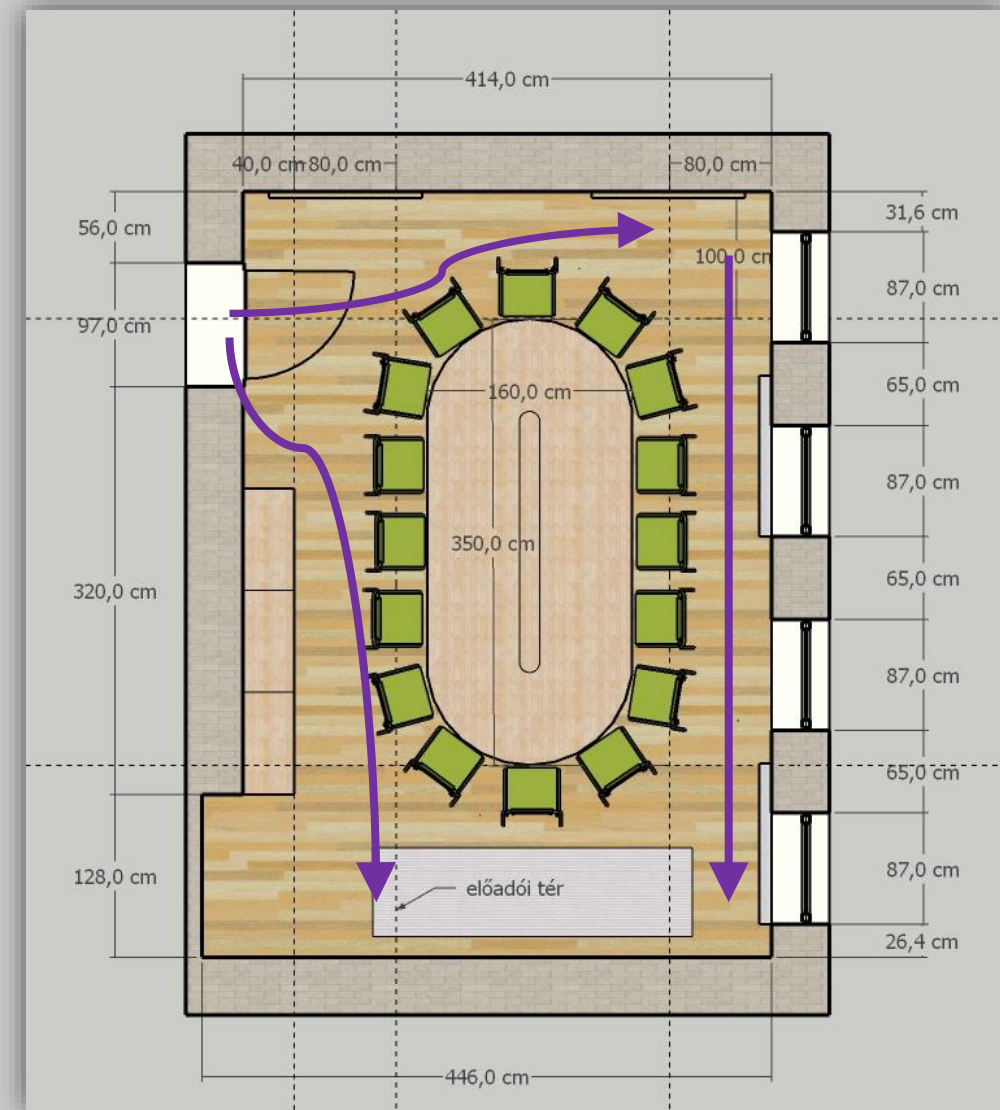 414,0 cm
40,0 cm
80,0 cm
80,0 cm
56,0 cm
31,6 cm
100,0 cm
87,0 cm
97,0 cm
65,0 cm
160,0 cm
87,0 cm
350,0 cm
65,0 cm
320,0 cm
87,0 cm
65,0 cm
128,0 cm
87,0 cm
előadói tér
26,4 cm
446,0 cm